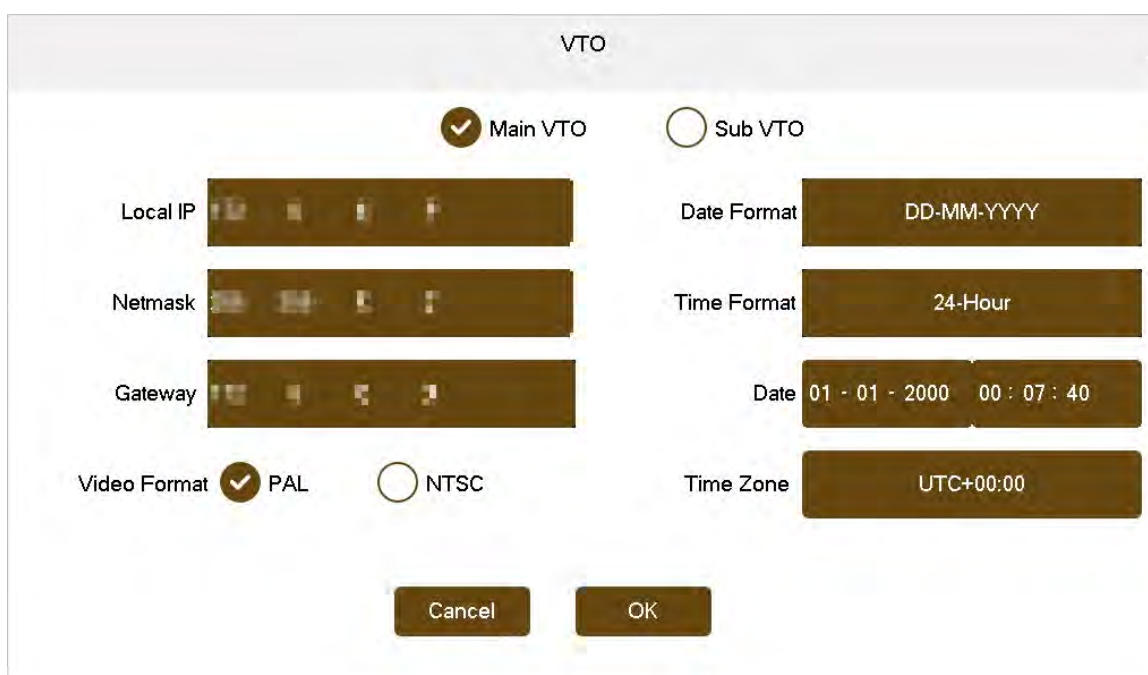 VTO
Main VTO Sub VTO
Local IP Date Format DD-MM-YYYY
Netmask Time Format 24-Hour
Gateway Date 01 - 01 - 2000 00 : 07 : 40
Video Format PAL NTSC Time Zone UTC+00:00
Cancel OK